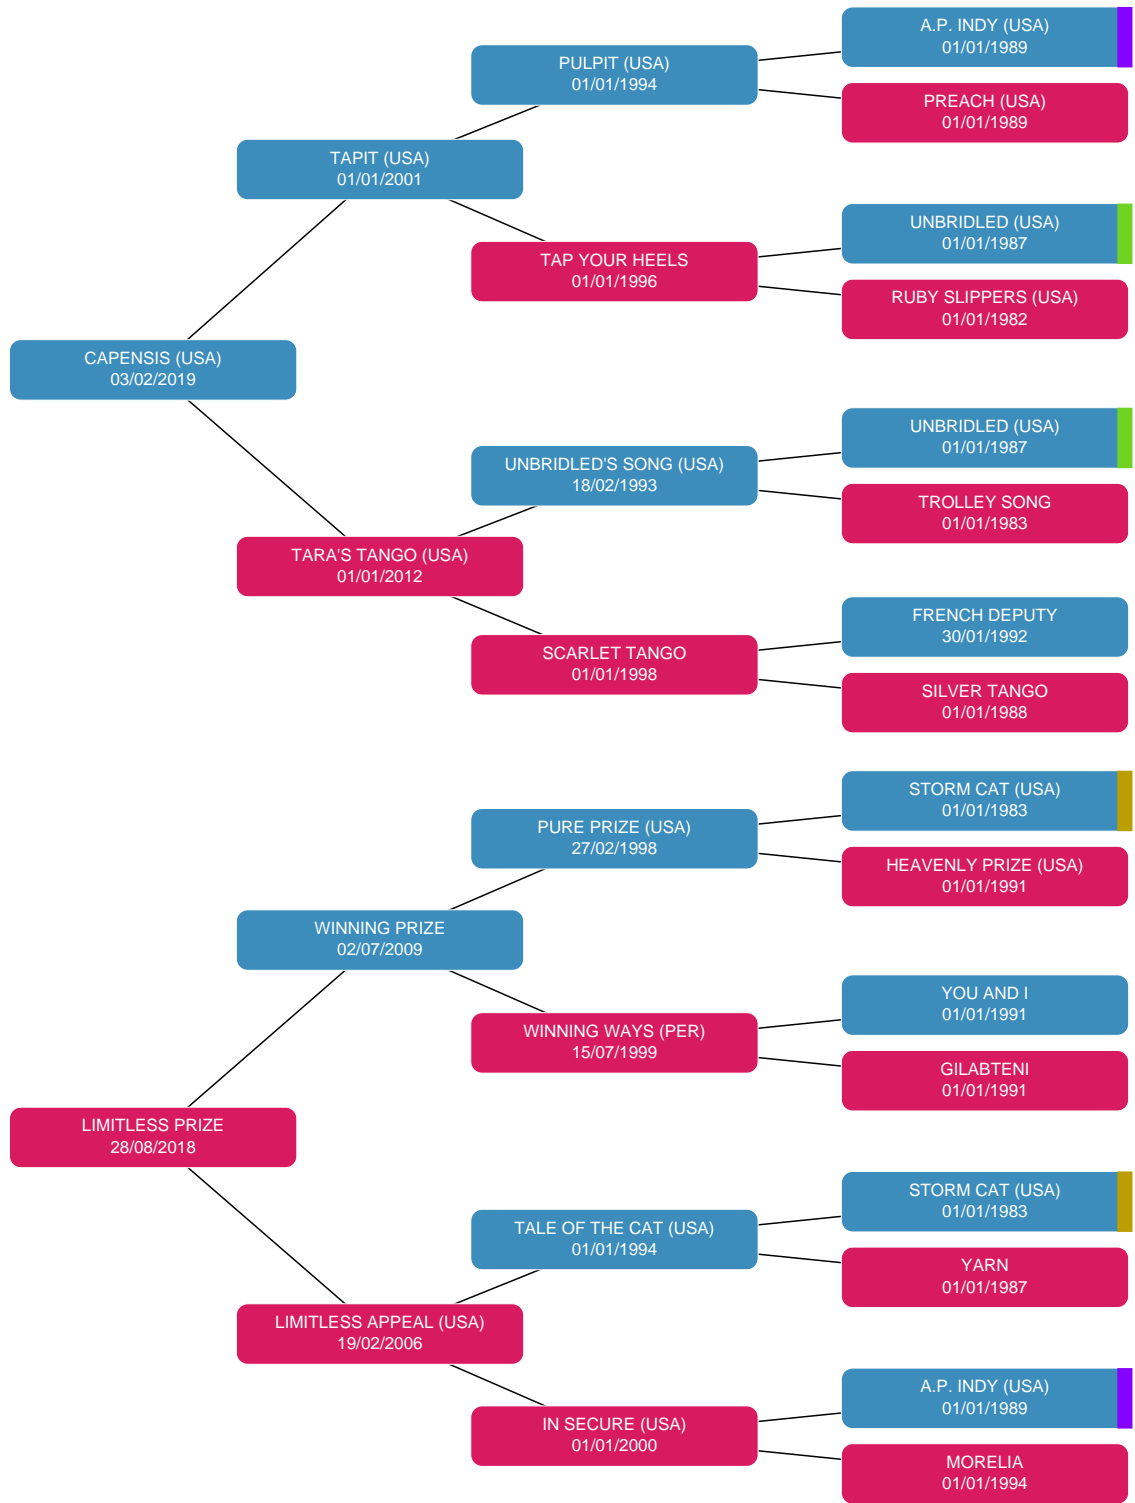 A.P. INDY (USA)
01/01/1989
PULPIT (USA)
01/01/1994
PREACH (USA)
01/01/1989
TAPIT (USA)
01/01/2001
UNBRIDLED (USA)
01/01/1987
TAP YOUR HEELS
01/01/1996
RUBY SLIPPERS (USA)
01/01/1982
CAPENSIS (USA)
03/02/2019
UNBRIDLED (USA)
01/01/1987
UNBRIDLED'S SONG (USA)
18/02/1993
TROLLEY SONG
01/01/1983
TARA'S TANGO (USA)
01/01/2012
FRENCH DEPUTY
30/01/1992
SCARLET TANGO
01/01/1998
SILVER TANGO
01/01/1988
STORM CAT (USA)
01/01/1983
PURE PRIZE (USA)
27/02/1998
HEAVENLY PRIZE (USA)
01/01/1991
WINNING PRIZE
02/07/2009
YOU AND I
01/01/1991
WINNING WAYS (PER)
15/07/1999
GILABTENI
01/01/1991
LIMITLESS PRIZE
28/08/2018
STORM CAT (USA)
01/01/1983
TALE OF THE CAT (USA)
01/01/1994
YARN
01/01/1987
LIMITLESS APPEAL (USA)
19/02/2006
A.P. INDY (USA)
01/01/1989
IN SECURE (USA)
01/01/2000
MORELIA
01/01/1994